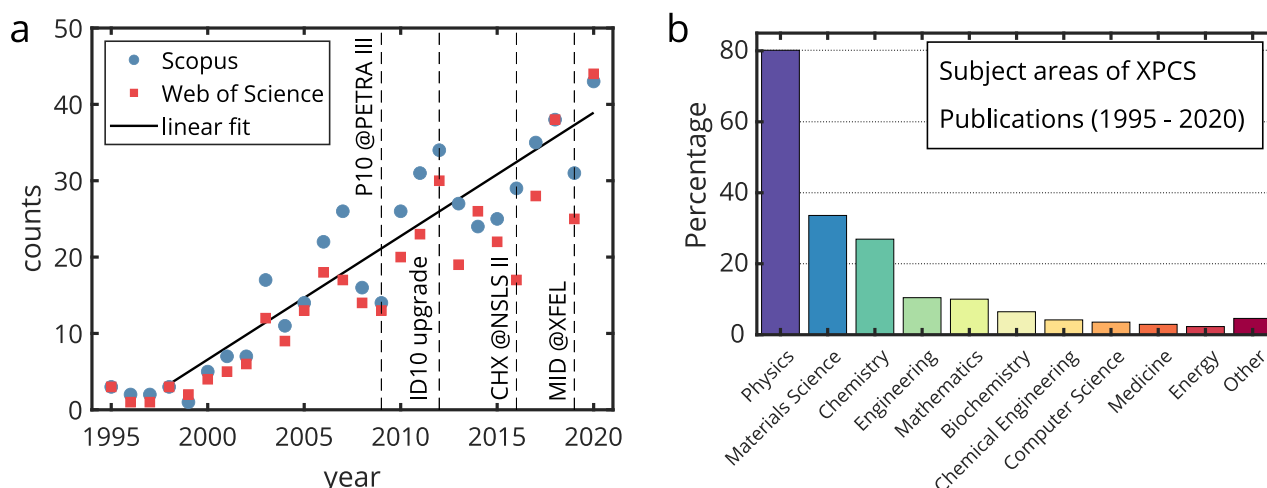 a
50
40
30
20
10
0
counts
Scopus
Web of Science
linear fit
P10 @PETRA III
ID10 upgrade
CHX @NSLS II
MID @XFEL
1995
2000
2005
2010
2015
2020
year
b
80
60
40
20
0
Percentage
Subject areas of XPCS
Publications (1995 - 2020)
Physics
Materials Science
Chemistry
Engineering
Mathematics
Biochemistry
Chemical Engineering
Computer Science
Medicine
Energy
Other